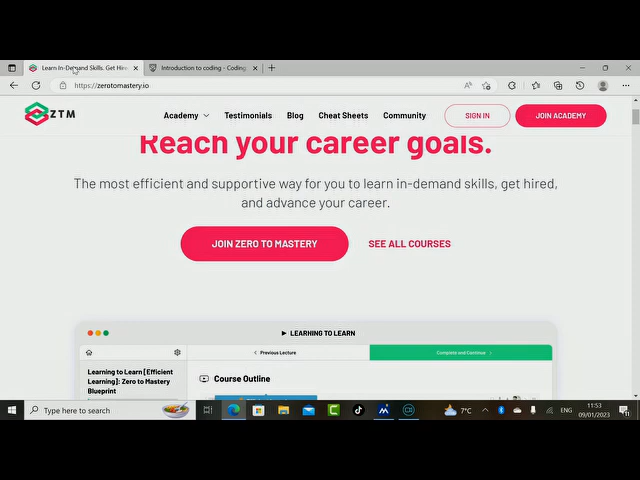 Learn In-Demand Skills. Get Hire
Introduction to coding - Coding
https://zerotomastery.io
ZTM
Academy
Testimonials
Blog
Cheat Sheets
Community
SIGN IN
JOIN ACADEMY
Reach your career goals.
The most efficient and supportive way for you to learn in-demand skills, get hired,
and advance your career.
JOIN ZERO TO MASTERY
SEE ALL COURSES
LEARNING TO LEARN
Previous Lecture
Complete and Continue
Learning to Learn [Efficient
Learning]: Zero to Mastery
Blueprint
Course Outline
Type here to search
7°C
ENG
11:53
09/01/2023